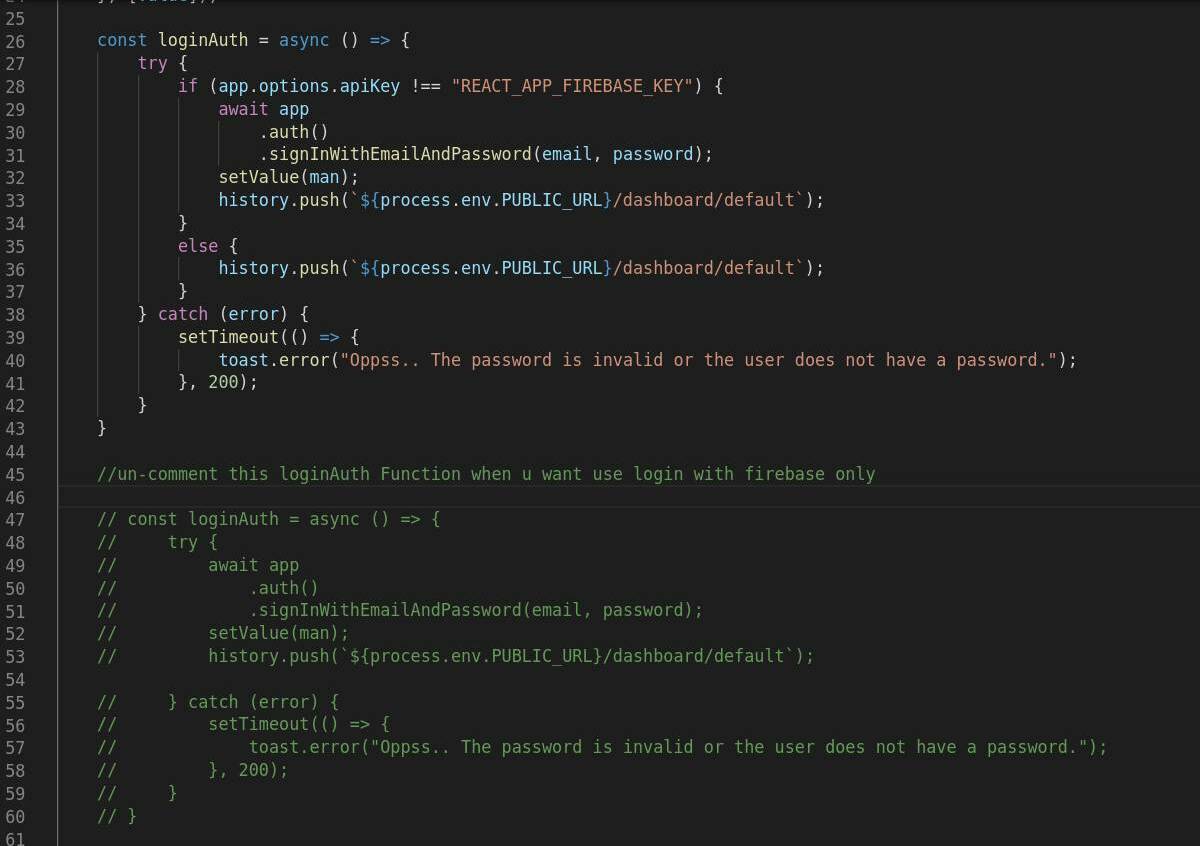 25
26 const loginAuth = async () => {
27 try {
28 if (app.options.apiKey !== "REACT_APP_FIREBASE_KEY") {
29 await app
30 .auth()
31 .signInWithEmailAndPassword(email, password);
32 setValue(man);
33 history.push(`${process.env.PUBLIC_URL}/dashboard/default`);
34 }
35 else {
36 history.push(`${process.env.PUBLIC_URL}/dashboard/default`);
37 }
38 } catch (error) {
39 setTimeout(() => {
40 toast.error("Oppss.. The password is invalid or the user does not have a password.");
41 }, 200);
42 }
43 }
44
45 //un-comment this loginAuth Function when u want use login with firebase only
46
47 // const loginAuth = async () => {
48 // try {
49 // await app
50 // .auth()
51 // .signInWithEmailAndPassword(email, password);
52 // setValue(man);
53 // history.push(`${process.env.PUBLIC_URL}/dashboard/default`);
54
55 // } catch (error) {
56 // setTimeout(() => {
57 // toast.error("Oppss.. The password is invalid or the user does not have a password.");
58 // }, 200);
59 // }
60 // }
61